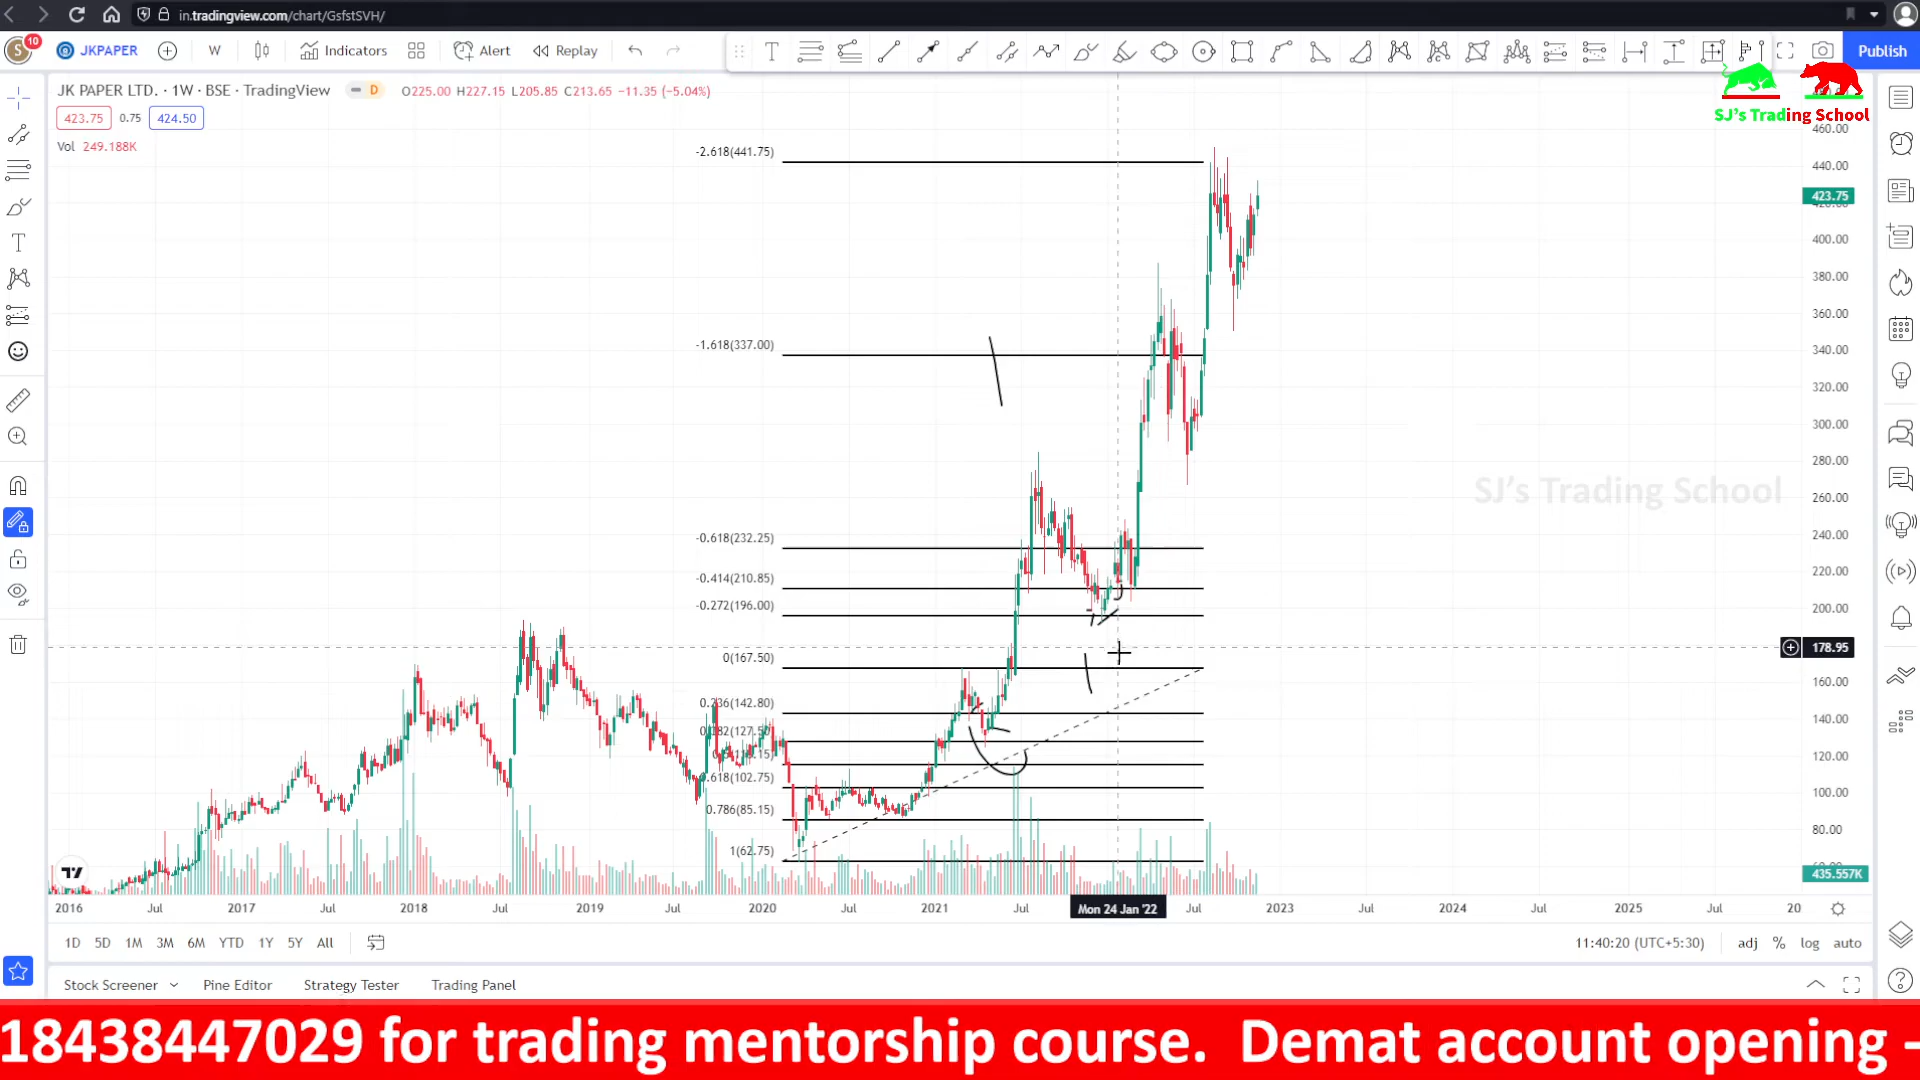 in.tradingview.com/chart/GsfstSVH/
S 10 JKPAPER W Indicators Alert Replay T Publish
JK PAPER LTD. · 1W · BSE · TradingView D O225.00 H227.15 L205.85 C213.65 −11.35 (−5.04%)
423.75 0.75 424.50
Vol 249.188K
SJ's Trading School
SJ's Trading School
-2.618(441.75)
-1.618(337.00)
-0.618(232.25)
-0.414(210.85)
-0.272(196.00)
0(167.50)
0.236(142.80)
0.786(85.15)
1(62.75)
460.00
440.00
423.75
400.00
380.00
360.00
340.00
320.00
300.00
280.00
260.00
240.00
220.00
200.00
178.95
160.00
140.00
120.00
100.00
80.00
435.557K
2016 Jul 2017 Jul 2018 Jul 2019 Jul 2020 Jul 2021 Jul Mon 24 Jan '22 Jul 2023 Jul 2024 Jul 2025 Jul 20
1D 5D 1M 3M 6M YTD 1Y 5Y All 11:40:20 (UTC+5:30) adj % log auto
Stock Screener Pine Editor Strategy Tester Trading Panel
18438447029 for trading mentorship course. Demat account opening -